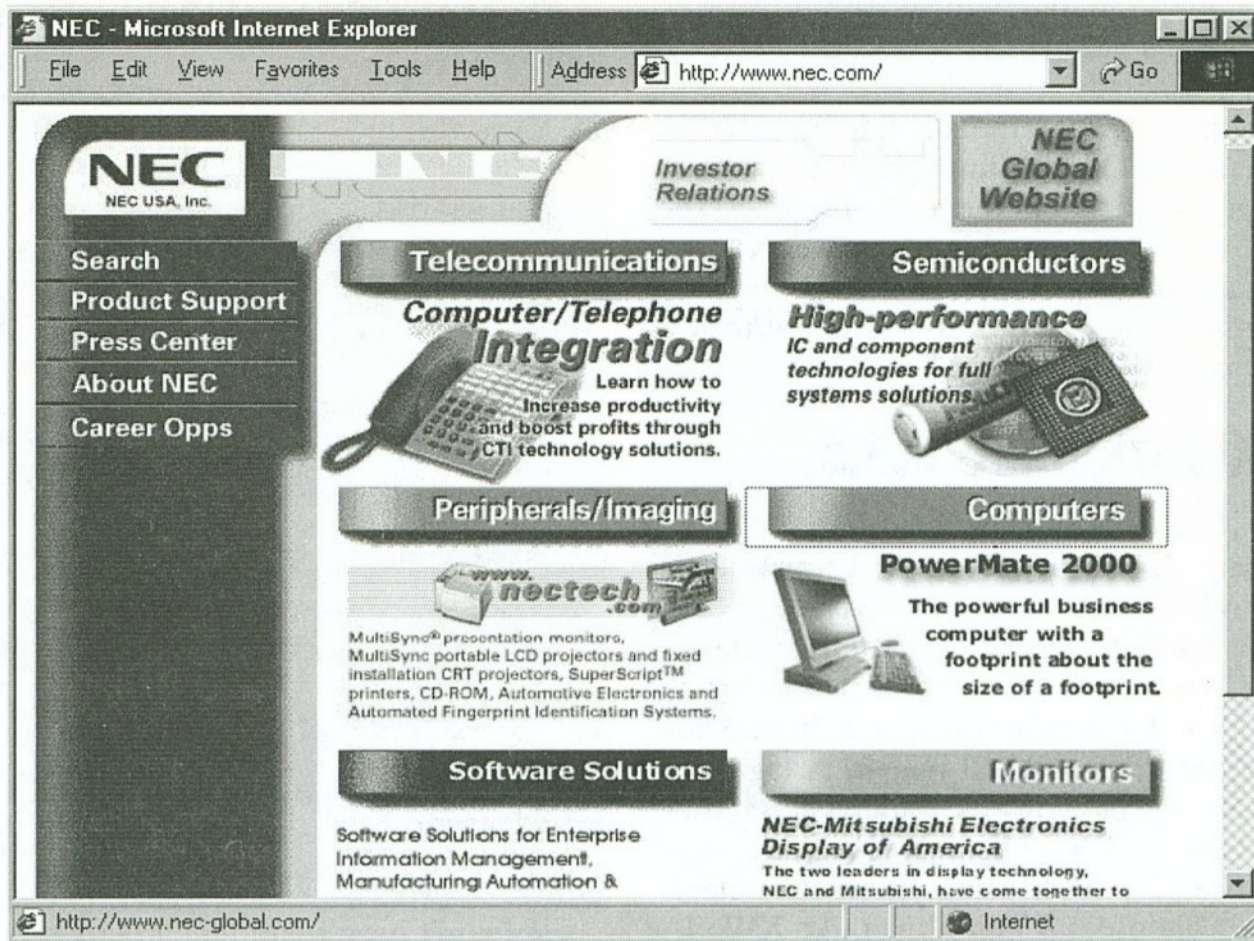 NEC - Microsoft Internet Explorer
File Edit View Favorites Tools Help Address http://www.nec.com/ Go
NEC
NEC USA, Inc.
Investor
Relations
NEC
Global
Website
Search
Product Support
Press Center
About NEC
Career Opps
Telecommunications
Computer/Telephone
Integration
Learn how to
Increase productivity
and boost profits through
CTI technology solutions.
Semiconductors
High-performance
IC and component
technologies for full
systems solutions.
Peripherals/Imaging
www.
nectech
.com
MultiSync® presentation monitors,
MultiSync portable LCD projectors and fixed
installation CRT projectors, SuperScript™
printers, CD-ROM, Automotive Electronics and
Automated Fingerprint Identification Systems.
Computers
PowerMate 2000
The powerful business
computer with a
footprint about the
size of a footprint.
Software Solutions
Software Solutions for Enterprise
Information Management,
Manufacturing Automation &
Monitors
NEC-Mitsubishi Electronics
Display of America
The two leaders in display technology,
NEC and Mitsubishi, have come together to
http://www.nec-global.com/ Internet